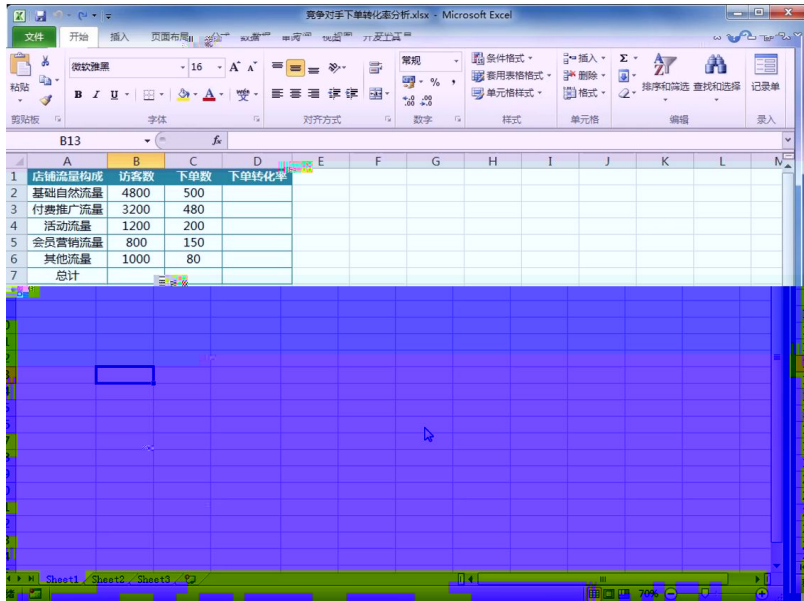 竞争对手下单转化率分析.xlsx - Microsoft Excel
文件 开始 插入 页面布局
粘贴 微软雅黑 16 A A 常规 条件格式 插入 Σ
B I U A 变 % 套用表格格式 删除 排序和筛选 查找和选择 记录单
单元格样式 格式
剪贴板 字体 对齐方式 数字 样式 单元格 编辑 录入
B13 fx
A B C D E F G H I J K L
1 店铺流量构成 访客数 下单数 下单转化率
2 基础自然流量 4800 500
3 付费推广流量 3200 480
4 活动流量 1200 200
5 会员营销流量 800 150
6 其他流量 1000 80
7 总计
Sheet1 Sheet2 Sheet3
70%